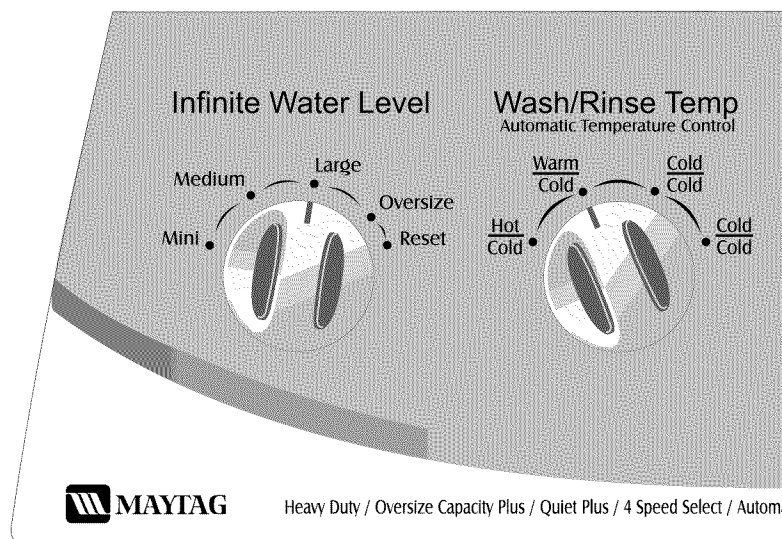 Infinite Water Level
Mini
Medium
Large
Oversize
Reset
Wash/Rinse Temp
Automatic Temperature Control
Hot
Cold
Warm
Cold
Cold
Cold
Cold
Cold
MAYTAG
Heavy Duty / Oversize Capacity Plus / Quiet Plus / 4 Speed Select / Automa